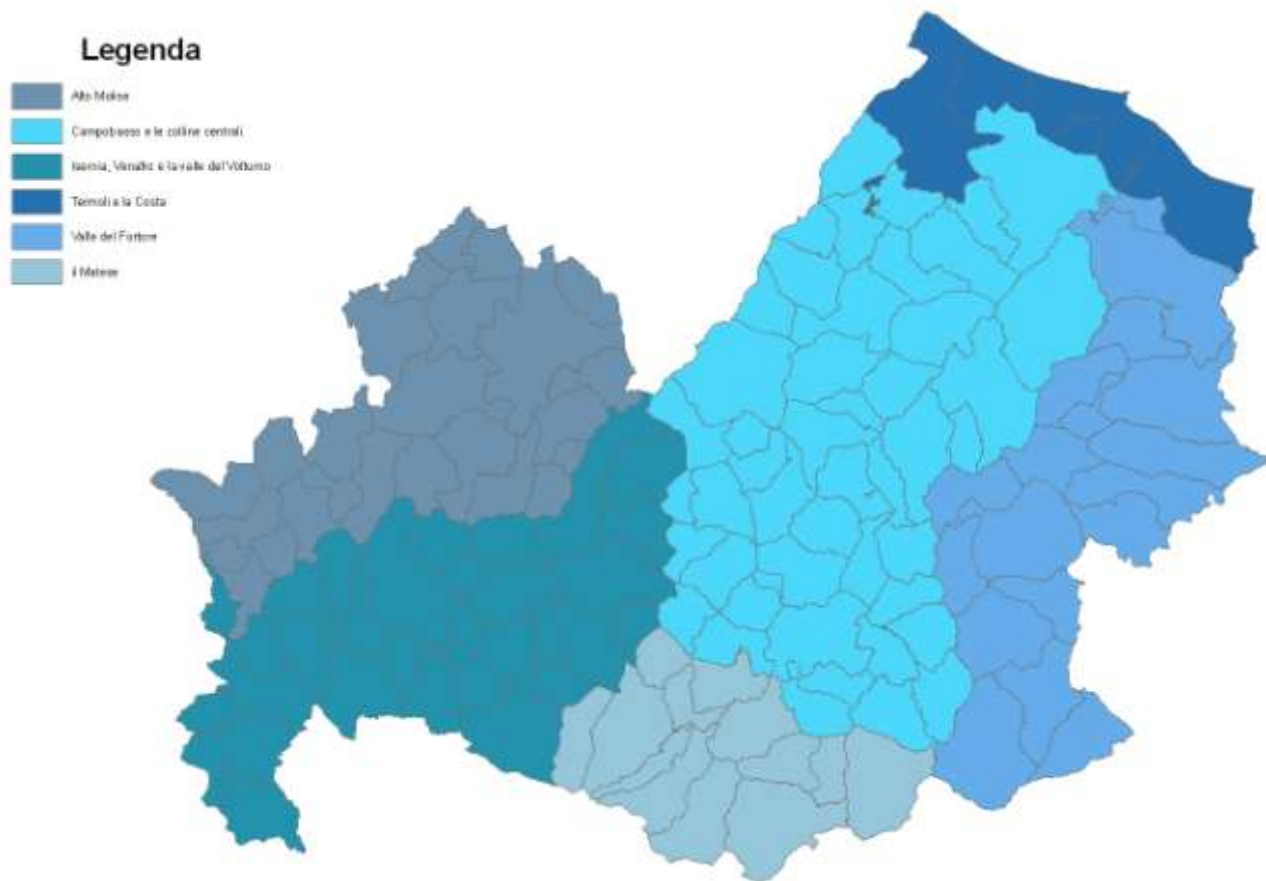 Legenda
Alto Molise
Campobasso e le colline centrali
Isernia, Venafro e la valle del Volturno
Termoli e la Costa
Valle del Fortore
il Matese